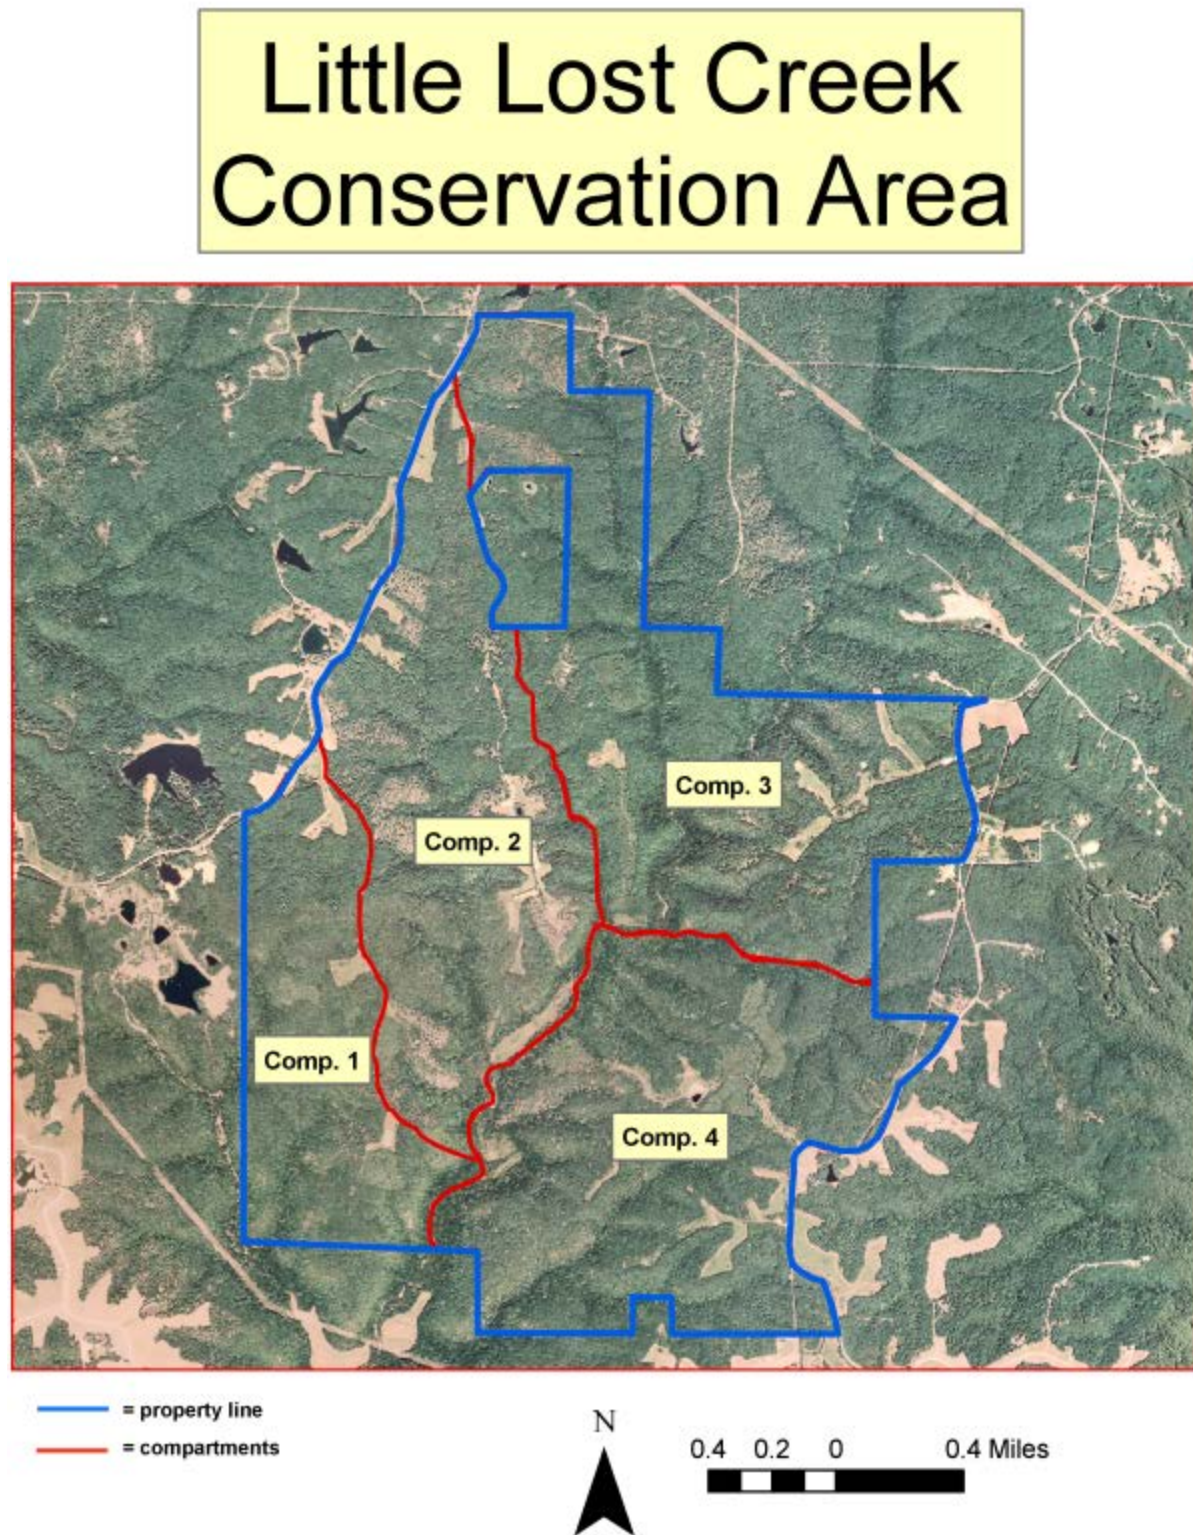 Little Lost Creek
Conservation Area
Comp. 3
Comp. 2
Comp. 1
Comp. 4
= property line
= compartments
N
0.4 0.2 0 0.4 Miles